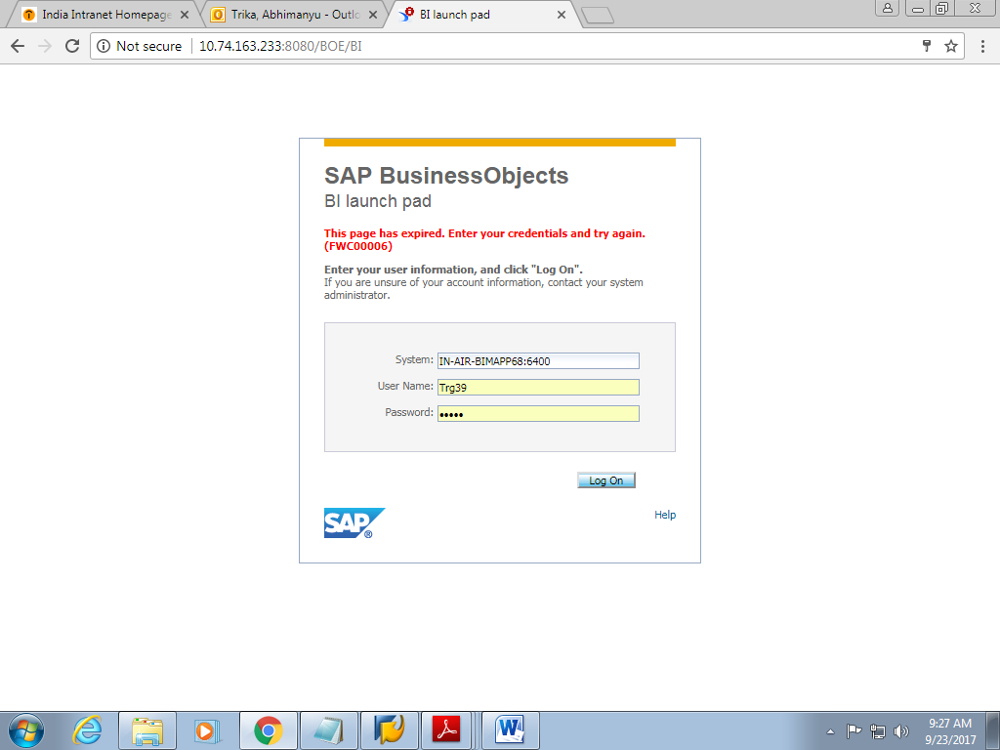 India Intranet Homepage
Trika, Abhimanyu - Outlo
BI launch pad
Not secure
10.74.163.233:8080/BOE/BI
SAP BusinessObjects
BI launch pad
This page has expired. Enter your credentials and try again.
(FWC00006)
Enter your user information, and click "Log On".
If you are unsure of your account information, contact your system
administrator.
System: IN-AIR-BIMAPP68:6400
User Name: Trg39
Password: •••••
Log On
SAP®
Help
9:27 AM
9/23/2017